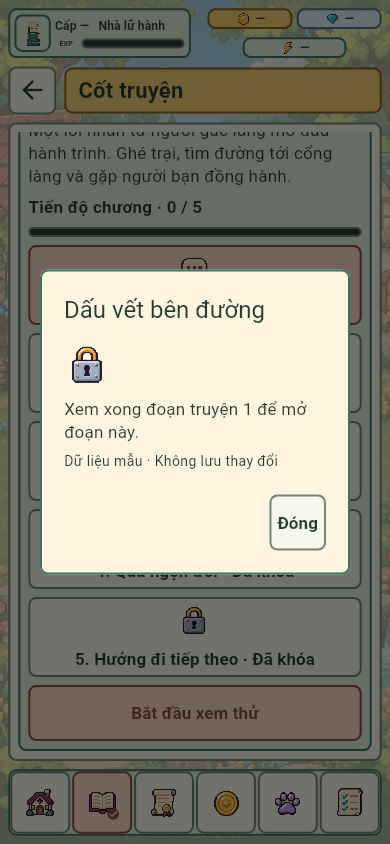 Cấp — Nhà lữ hành
EXP
—
—
—
Cốt truyện
hành trình. Ghé trại, tìm đường tới cổng
làng và gặp người bạn đồng hành.
Tiến độ chương · 0 / 5
Dấu vết bên đường
Xem xong đoạn truyện 1 để mở
đoạn này.
Dữ liệu mẫu · Không lưu thay đổi
Đóng
5. Hướng đi tiếp theo · Đã khóa
Bắt đầu xem thử